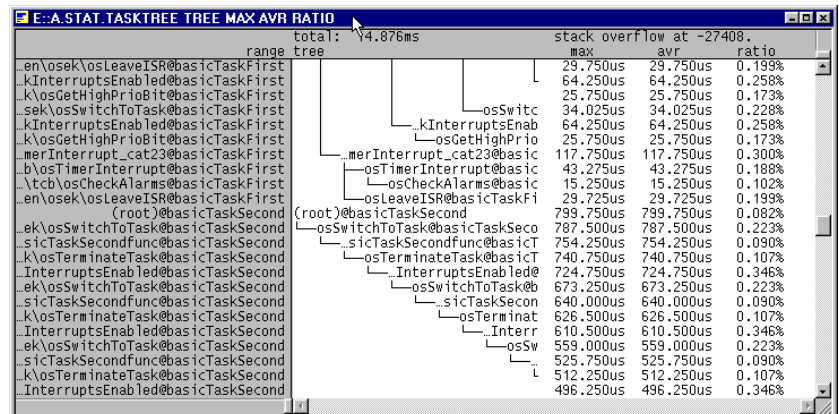 E::A.STAT.TASKTREE TREE MAX AVR RATIO
total: 4.876ms stack overflow at -27408.
range tree max avr ratio
…en\osek\osLeaveISR@basicTaskFirst 29.750us 29.750us 0.199%
…kInterruptsEnabled@basicTaskFirst 64.250us 64.250us 0.258%
…k\osGetHighPrioBit@basicTaskFirst 25.750us 25.750us 0.173%
…sek\osSwitchToTask@basicTaskFirst osSwitc 34.025us 34.025us 0.228%
…kInterruptsEnabled@basicTaskFirst …kInterruptsEnab 64.250us 64.250us 0.258%
…k\osGetHighPrioBit@basicTaskFirst osGetHighPrio 25.750us 25.750us 0.173%
…merInterrupt_cat23@basicTaskFirst …merInterrupt_cat23@basic 117.750us 117.750us 0.300%
…b\osTimerInterrupt@basicTaskFirst osTimerInterrupt@basic 43.275us 43.275us 0.188%
…\tcb\osCheckAlarms@basicTaskFirst osCheckAlarms@basic 15.250us 15.250us 0.102%
…en\osek\osLeaveISR@basicTaskFirst osLeaveISR@basicTaskFi 29.725us 29.725us 0.199%
(root)@basicTaskSecond (root)@basicTaskSecond 799.750us 799.750us 0.082%
…ek\osSwitchToTask@basicTaskSecond osSwitchToTask@basicTaskSeco 787.500us 787.500us 0.223%
…sicTaskSecondfunc@basicTaskSecond …sicTaskSecondfunc@basicT 754.250us 754.250us 0.090%
…k\osTerminateTask@basicTaskSecond osTerminateTask@basicT 740.750us 740.750us 0.107%
…InterruptsEnabled@basicTaskSecond …InterruptsEnabled@ 724.750us 724.750us 0.346%
…ek\osSwitchToTask@basicTaskSecond osSwitchToTask@b 673.250us 673.250us 0.223%
…sicTaskSecondfunc@basicTaskSecond …sicTaskSecon 640.000us 640.000us 0.090%
…k\osTerminateTask@basicTaskSecond osTerminat 626.500us 626.500us 0.107%
…InterruptsEnabled@basicTaskSecond …Interr 610.500us 610.500us 0.346%
…ek\osSwitchToTask@basicTaskSecond osSw 559.000us 559.000us 0.223%
…sicTaskSecondfunc@basicTaskSecond … 525.750us 525.750us 0.090%
…k\osTerminateTask@basicTaskSecond 512.250us 512.250us 0.107%
…InterruptsEnabled@basicTaskSecond 496.250us 496.250us 0.346%